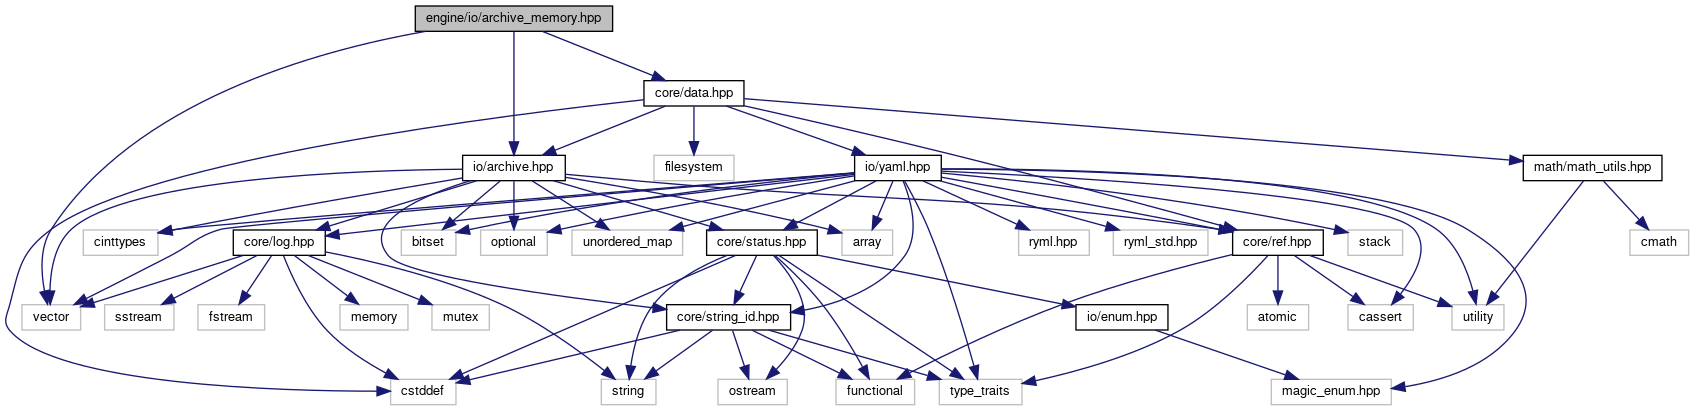 engine/io/archive_memory.hpp
core/data.hpp
io/archive.hpp
filesystem
io/yaml.hpp
math/math_utils.hpp
cinttypes
core/log.hpp
bitset
optional
unordered_map
core/status.hpp
array
ryml.hpp
ryml_std.hpp
core/ref.hpp
stack
cmath
vector
sstream
fstream
memory
mutex
core/string_id.hpp
io/enum.hpp
atomic
cassert
utility
cstddef
string
ostream
functional
type_traits
magic_enum.hpp